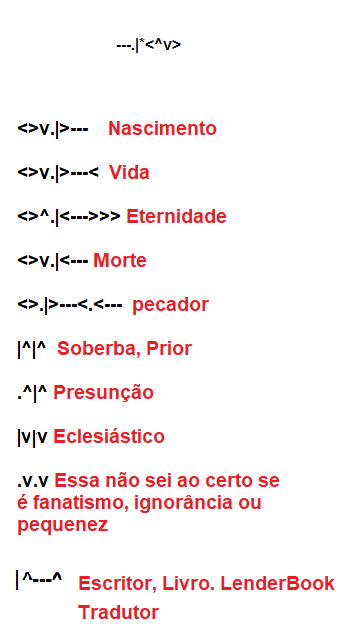 ---.|*<^v>
<>v.|>--- Nascimento
<>v.|>---< Vida
<>^.|<--->>> Eternidade
<>v.|<--- Morte
<>.|>---<.<--- pecador
|^|^ Soberba, Prior
.^|^ Presunção
|v|v Eclesiástico
.v.v Essa não sei ao certo se
é fanatismo, ignorância ou
pequenez
|^---^ Escritor, Livro. LenderBook
Tradutor